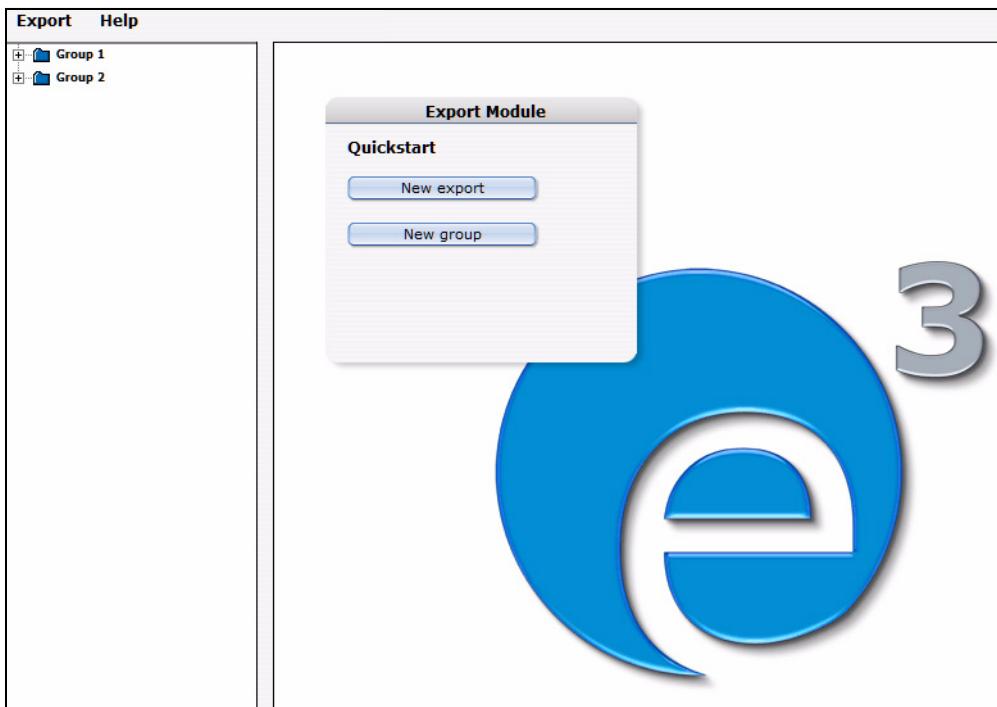 Export Help
Group 1
Group 2
Export Module
Quickstart
New export
New group
e
3